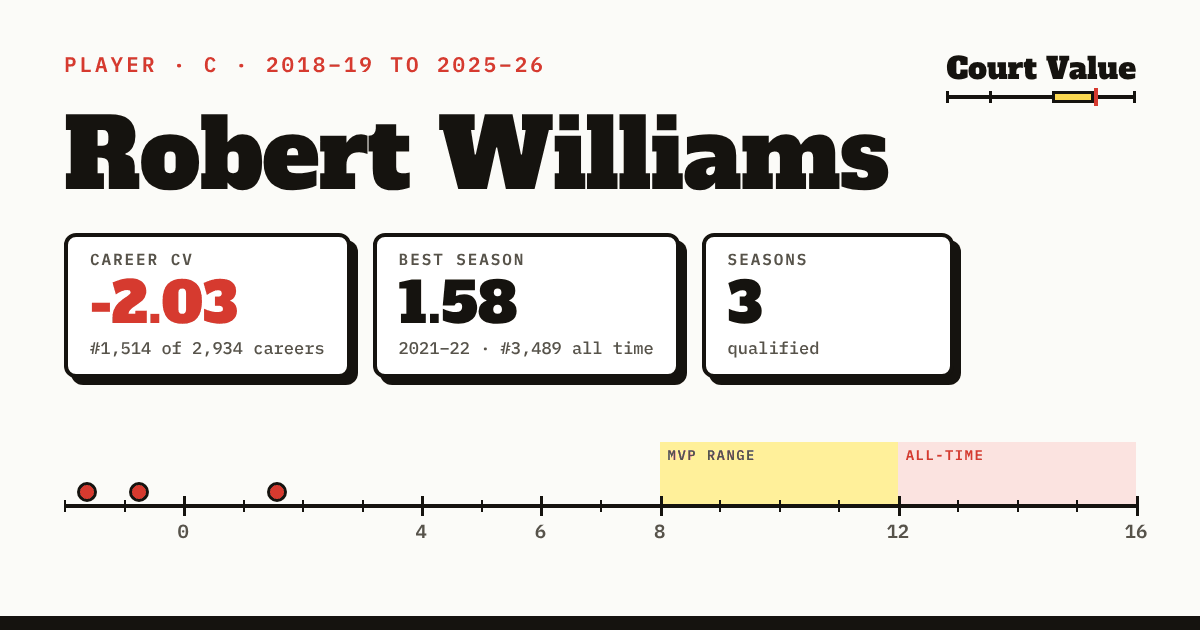 PLAYER · C · 2018–19 TO 2025–26
Court Value
Robert Williams
CAREER CV
-2.03
#1,514 of 2,934 careers
BEST SEASON
1.58
2021–22 · #3,489 all time
SEASONS
3
qualified
MVP RANGE
ALL-TIME
0 4 6 8 12 16